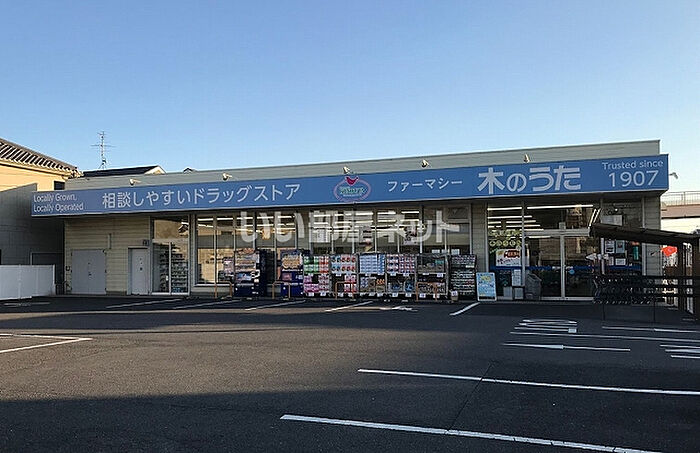 Locally Grown,
Locally Operated
相談しやすいドラッグストア
ファーマシー 木のうた
Trusted since
1907
いい部屋ネット